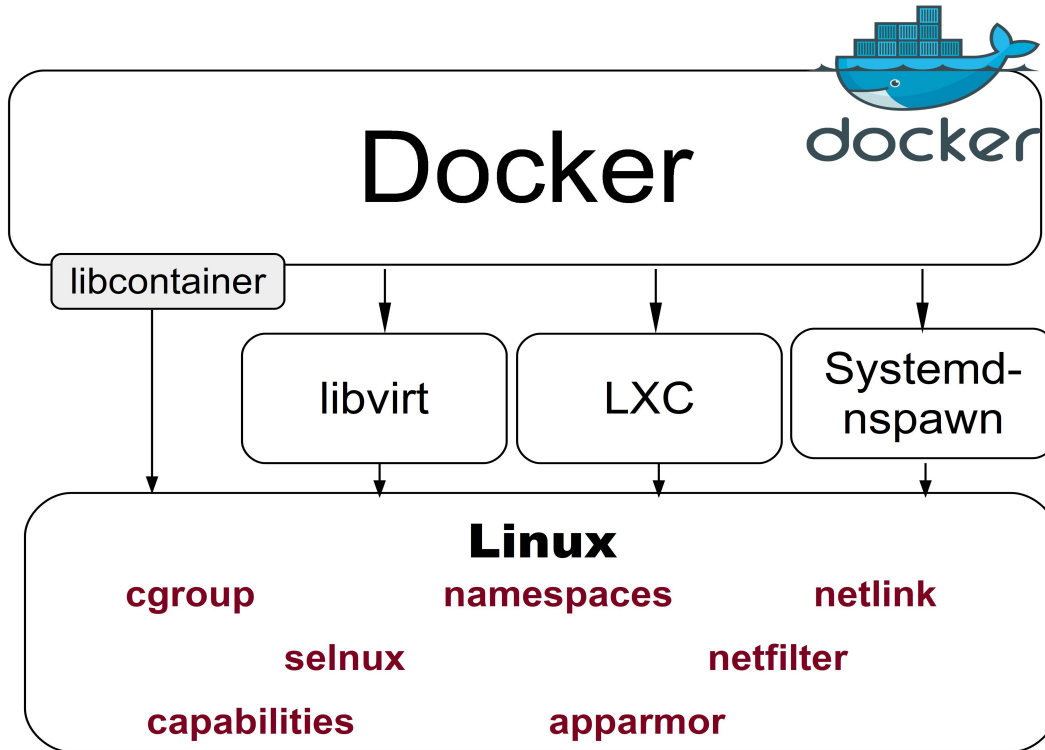 docker
Docker
libcontainer
libvirt
LXC
Systemd-
nspawn
Linux
cgroup namespaces netlink
selnux netfilter
capabilities apparmor